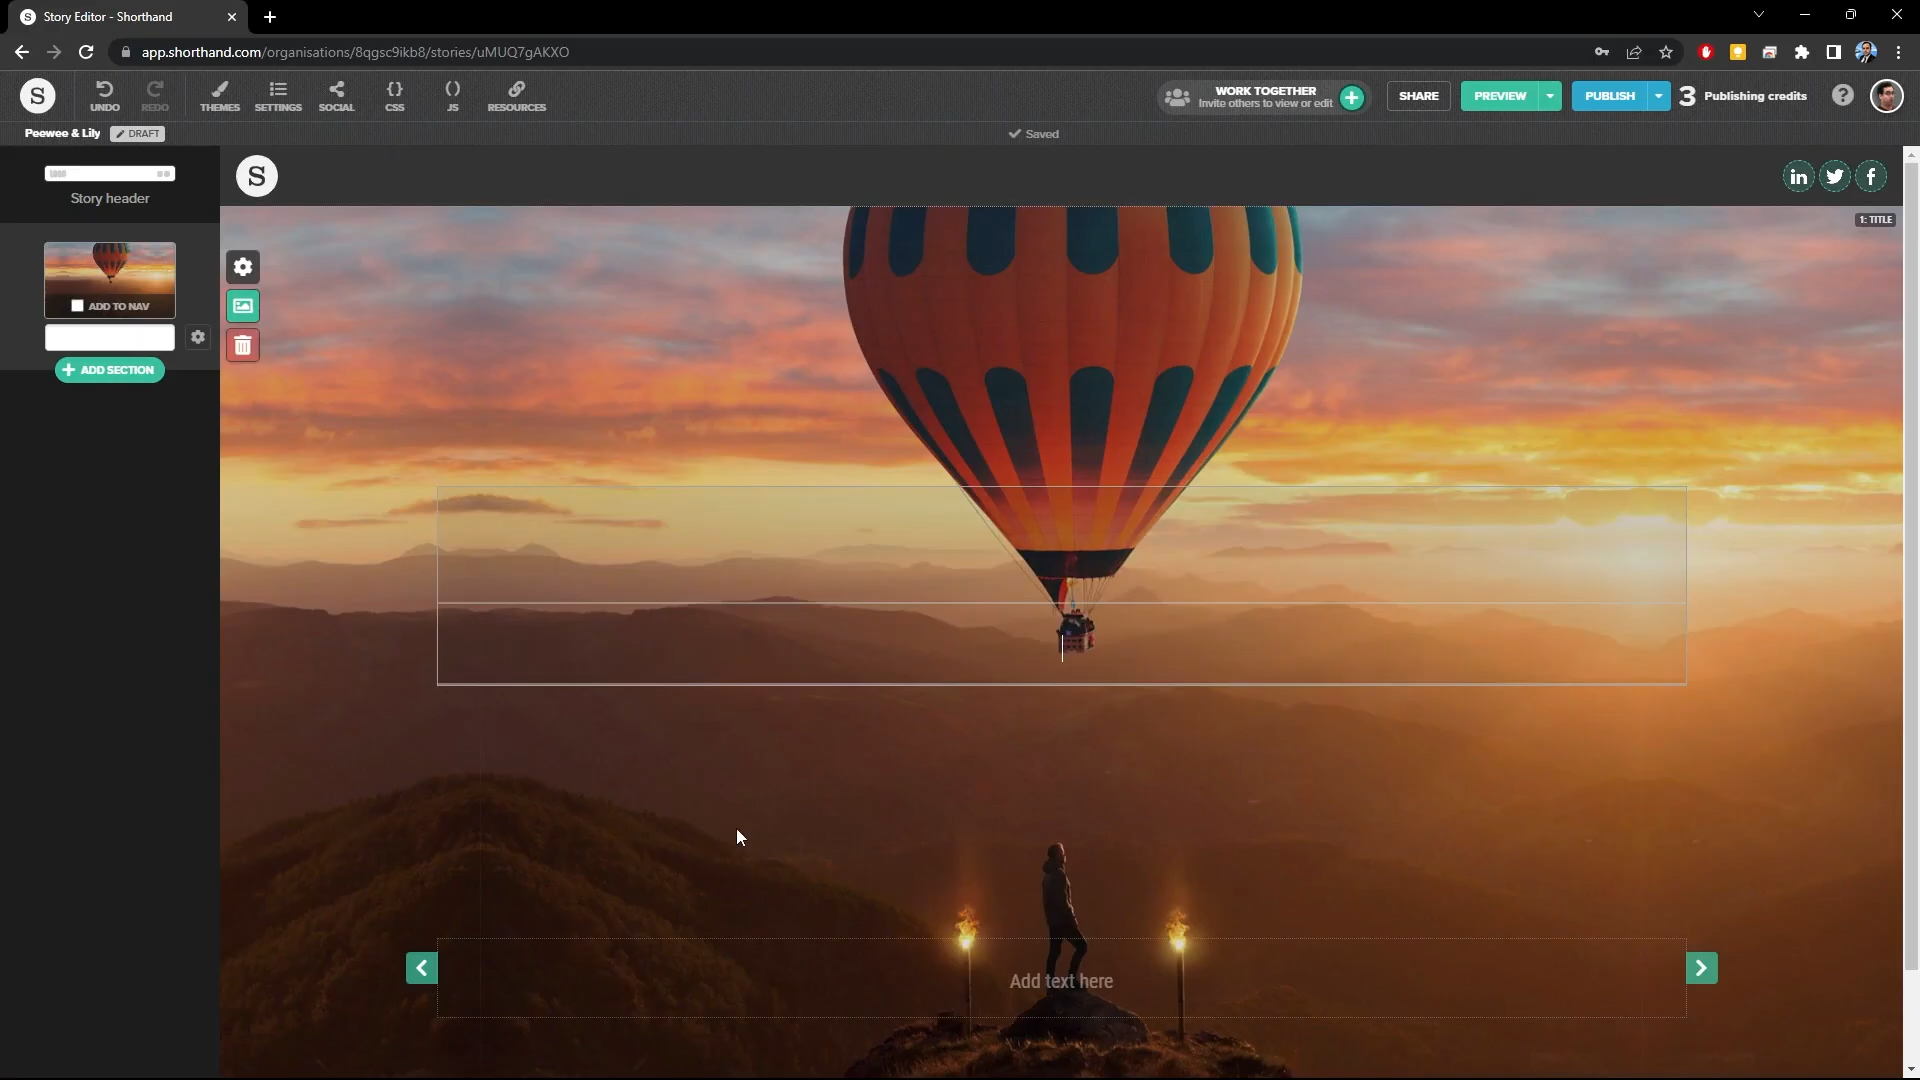 Story Editor - Shorthand
app.shorthand.com/organisations/8qgsc9ikb8/stories/uMUQ7gAKXO
S
UNDO
REDO
THEMES
SETTINGS
SOCIAL
{} CSS
() JS
RESOURCES
WORK TOGETHER
Invite others to view or edit
SHARE
PREVIEW
PUBLISH
3 Publishing credits
?
Peewee & Lily
DRAFT
Saved
LOGO
Story header
S
in
f
1: TITLE
ADD TO NAV
+ ADD SECTION
Add text here